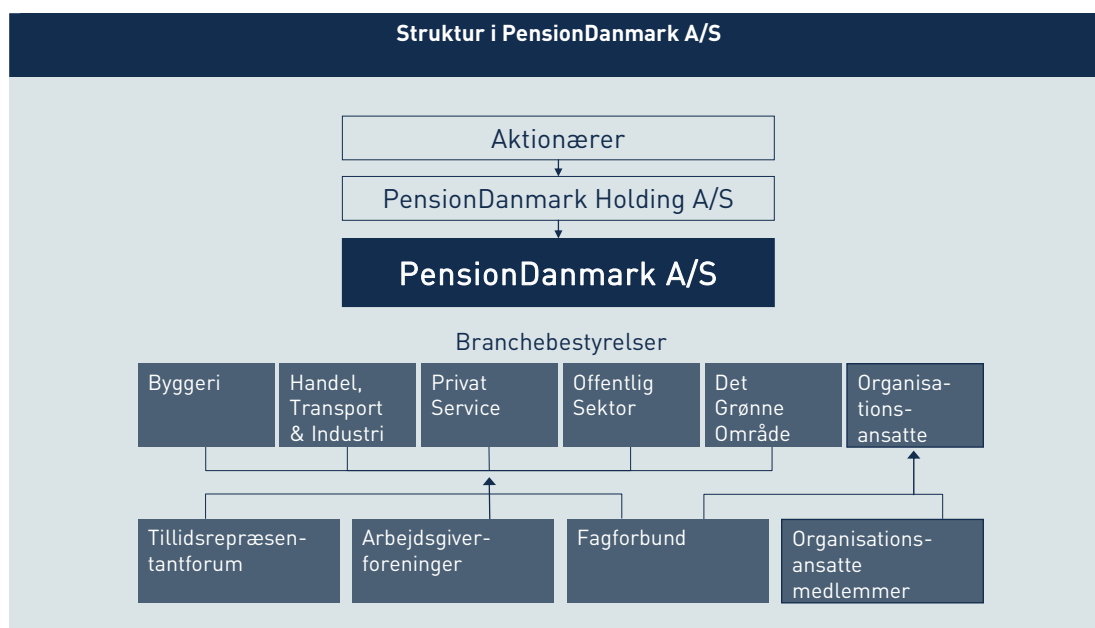 Struktur i PensionDanmark A/S
Aktionærer
PensionDanmark Holding A/S
PensionDanmark A/S
Branchebestyrelser
Byggeri
Handel,
Transport
& Industri
Privat
Service
Offentlig
Sektor
Det
Grønne
Område
Organisa-
tions-
ansatte
Tillidsrepræsen-
tantforum
Arbejdsgiver-
foreninger
Fagforbund
Organisations-
ansatte
medlemmer